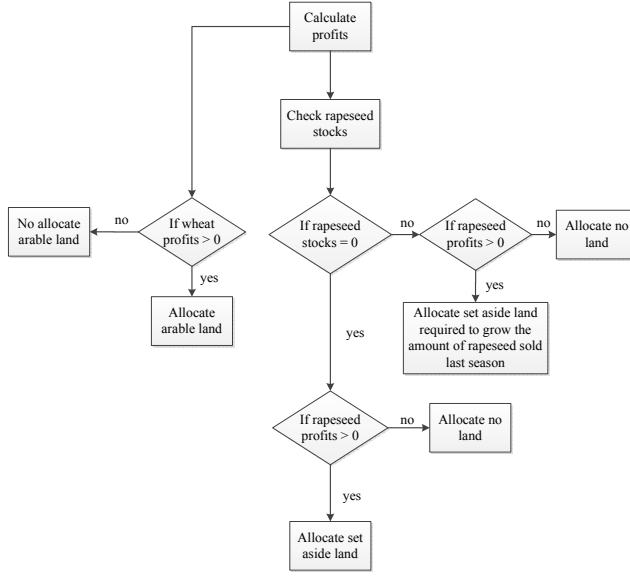 Calculate
profits
Check rapeseed
stocks
No allocate
arable land
no
If wheat
profits > 0
yes
Allocate
arable land
If rapeseed
stocks = 0
no
If rapeseed
profits > 0
no
Allocate no
land
yes
Allocate set aside land
required to grow the
amount of rapeseed sold
last season
yes
If rapeseed
profits > 0
no
Allocate no
land
yes
Allocate set
aside land